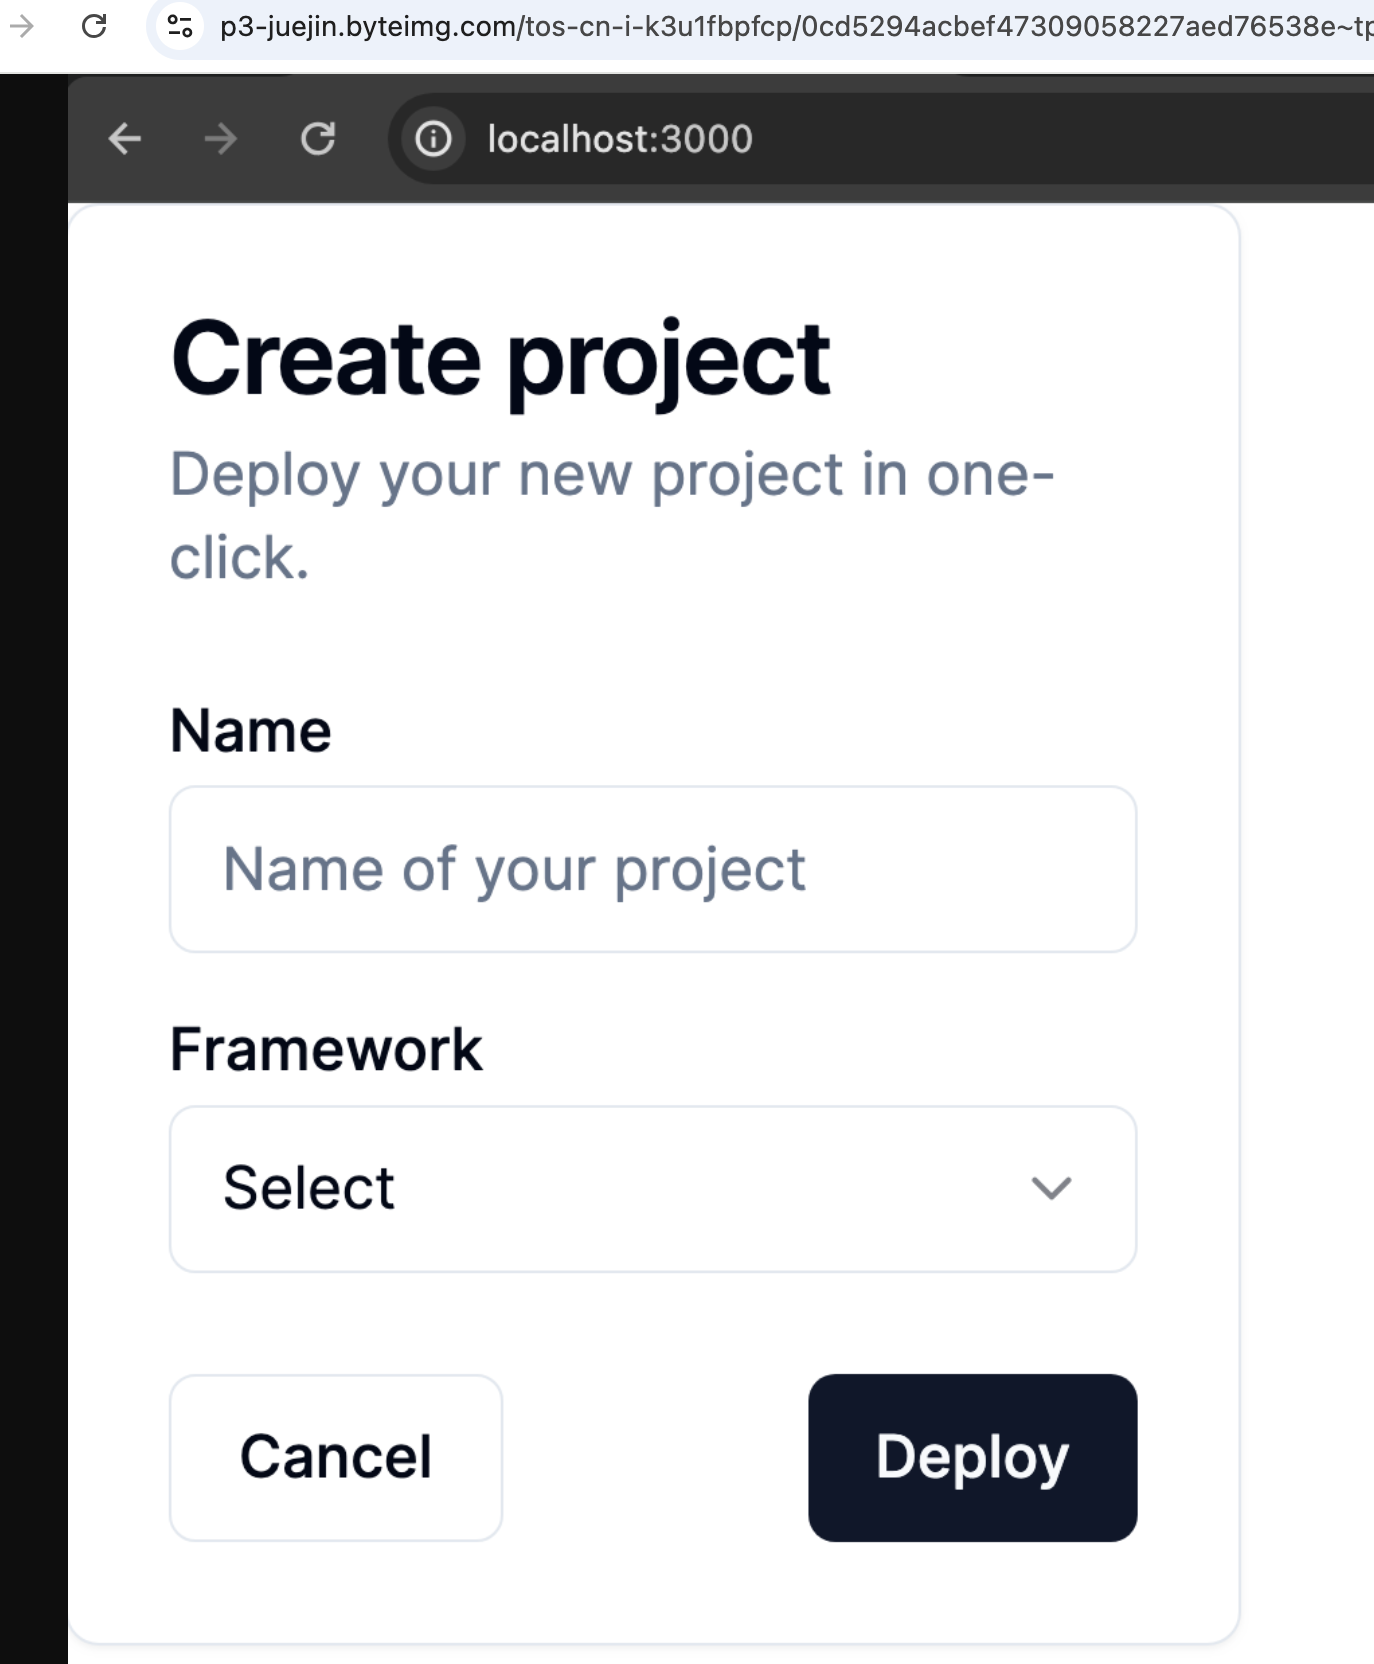 p3-juejin.byteimg.com/tos-cn-i-k3u1fbpfcp/0cd5294acbef47309058227aed76538e~tp
localhost:3000
Create project
Deploy your new project in one-
click.
Name
Name of your project
Framework
Select
Cancel
Deploy